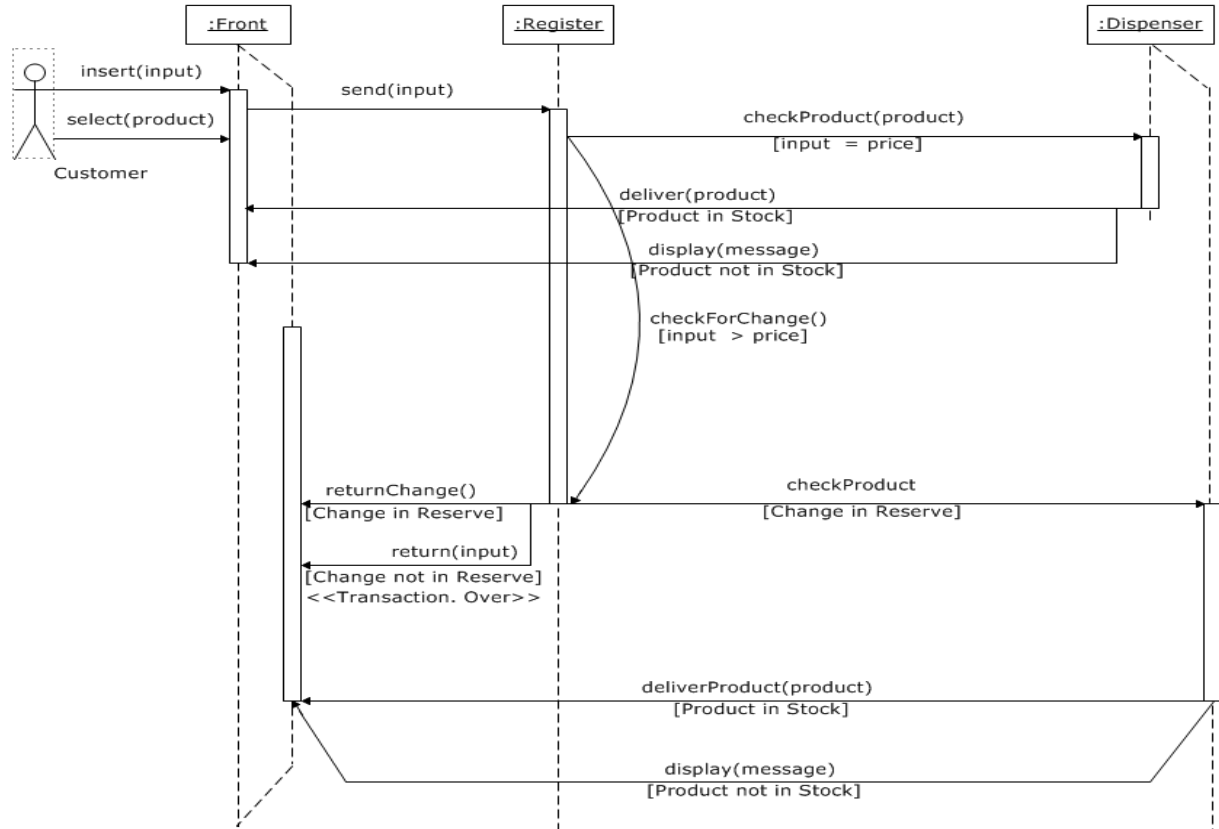 :Front
:Register
:Dispenser
insert(input)
send(input)
select(product)
checkProduct(product)
[input = price]
Customer
deliver(product)
[Product in Stock]
display(message)
[Product not in Stock]
checkForChange()
[input > price]
returnChange()
[Change in Reserve]
checkProduct
[Change in Reserve]
return(input)
[Change not in Reserve]
<<Transaction. Over>>
deliverProduct(product)
[Product in Stock]
display(message)
[Product not in Stock]